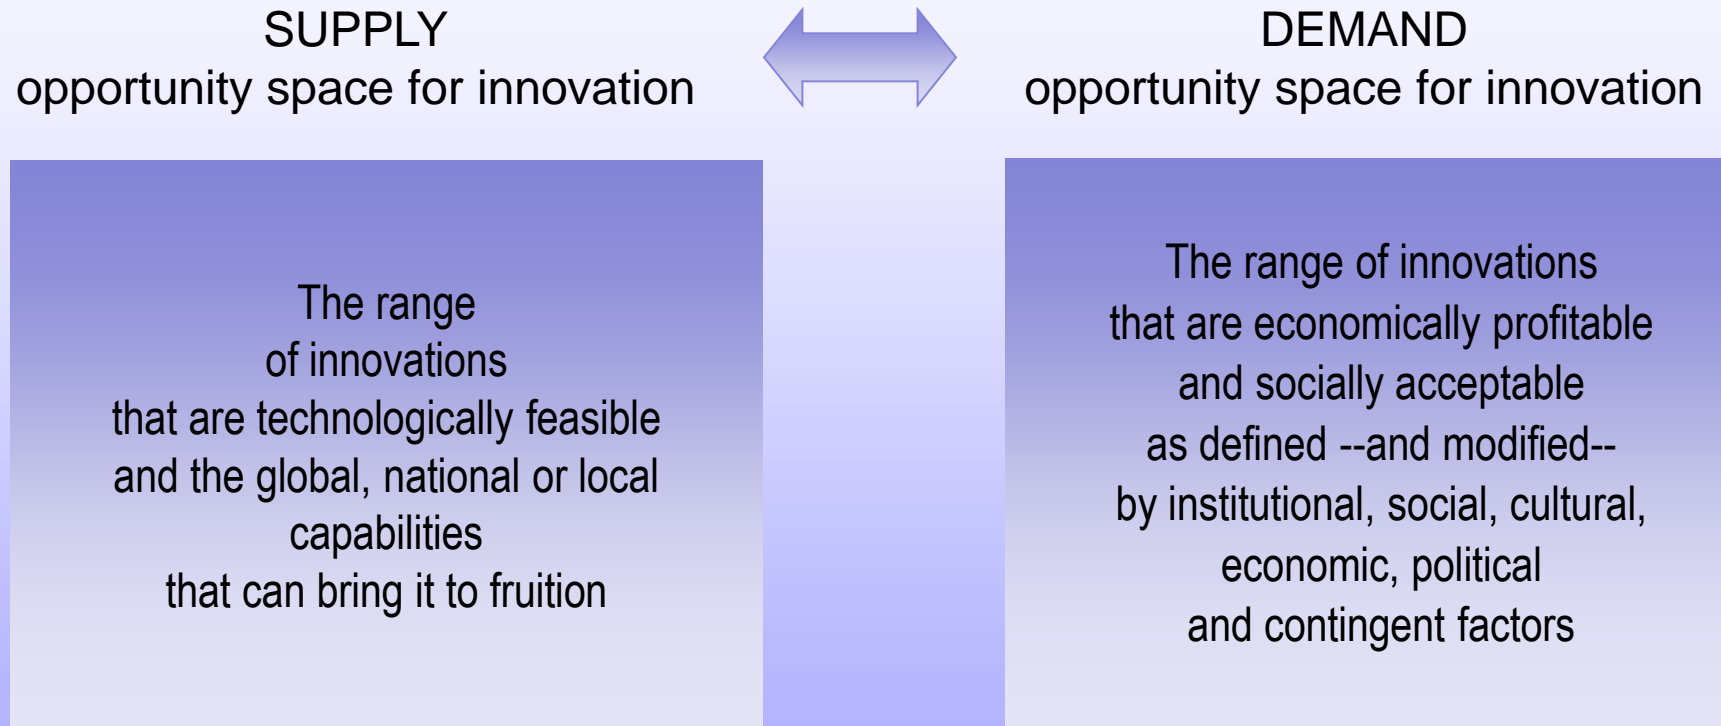 SUPPLY
opportunity space for innovation
The range
of innovations
that are technologically feasible
and the global, national or local
capabilities
that can bring it to fruition
DEMAND
opportunity space for innovation
The range of innovations
that are economically profitable
and socially acceptable
as defined --and modified--
by institutional, social, cultural,
economic, political
and contingent factors